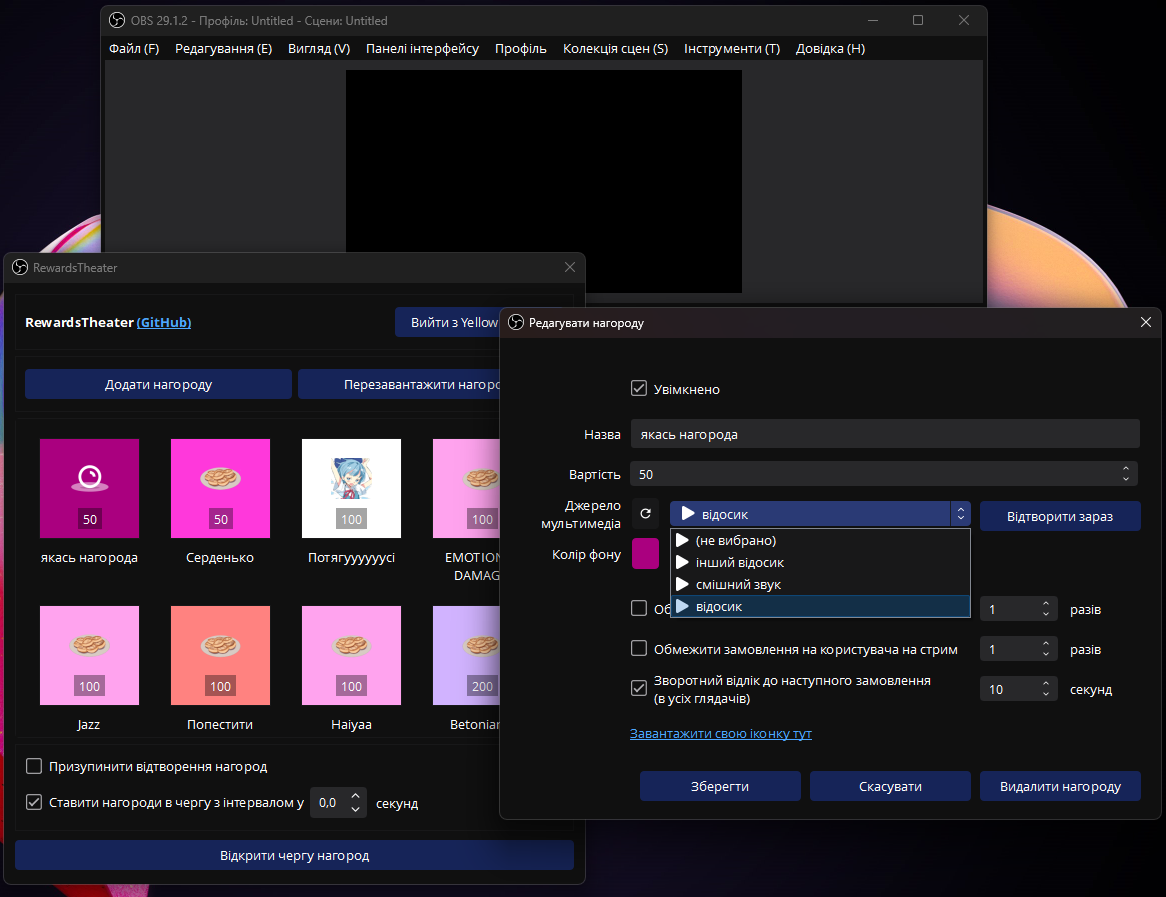 OBS 29.1.2 - Профіль: Untitled - Сцени: Untitled
Файл (F) Редагування (E) Вигляд (V) Панелі інтерфейсу Профіль Колекція сцен (S) Інструменти (T) Довідка (H)
RewardsTheater
RewardsTheater (GitHub)
Вийти з Yellow
Додати нагороду
Перезавантажити нагоро
50
якась нагорода
50
Серденько
100
Потягууууууусі
100
EMOTION
DAMAG
100
Jazz
100
Попестити
100
Haiyaa
200
Betonian
Призупинити відтворення нагород
Ставити нагороди в чергу з інтервалом у 0,0 секунд
Відкрити чергу нагород
Редагувати нагороду
Увімкнено
Назва якась нагорода
Вартість 50
Джерело
мультимедіа
відосик
Відтворити зараз
(не вибрано)
інший відосик
смішний звук
відосик
Колір фону
Об
1 разів
Обмежити замовлення на користувача на стрим 1 разів
Зворотний відлік до наступного замовлення
(в усіх глядачів)
10 секунд
Завантажити свою іконку тут
Зберегти
Скасувати
Видалити нагороду